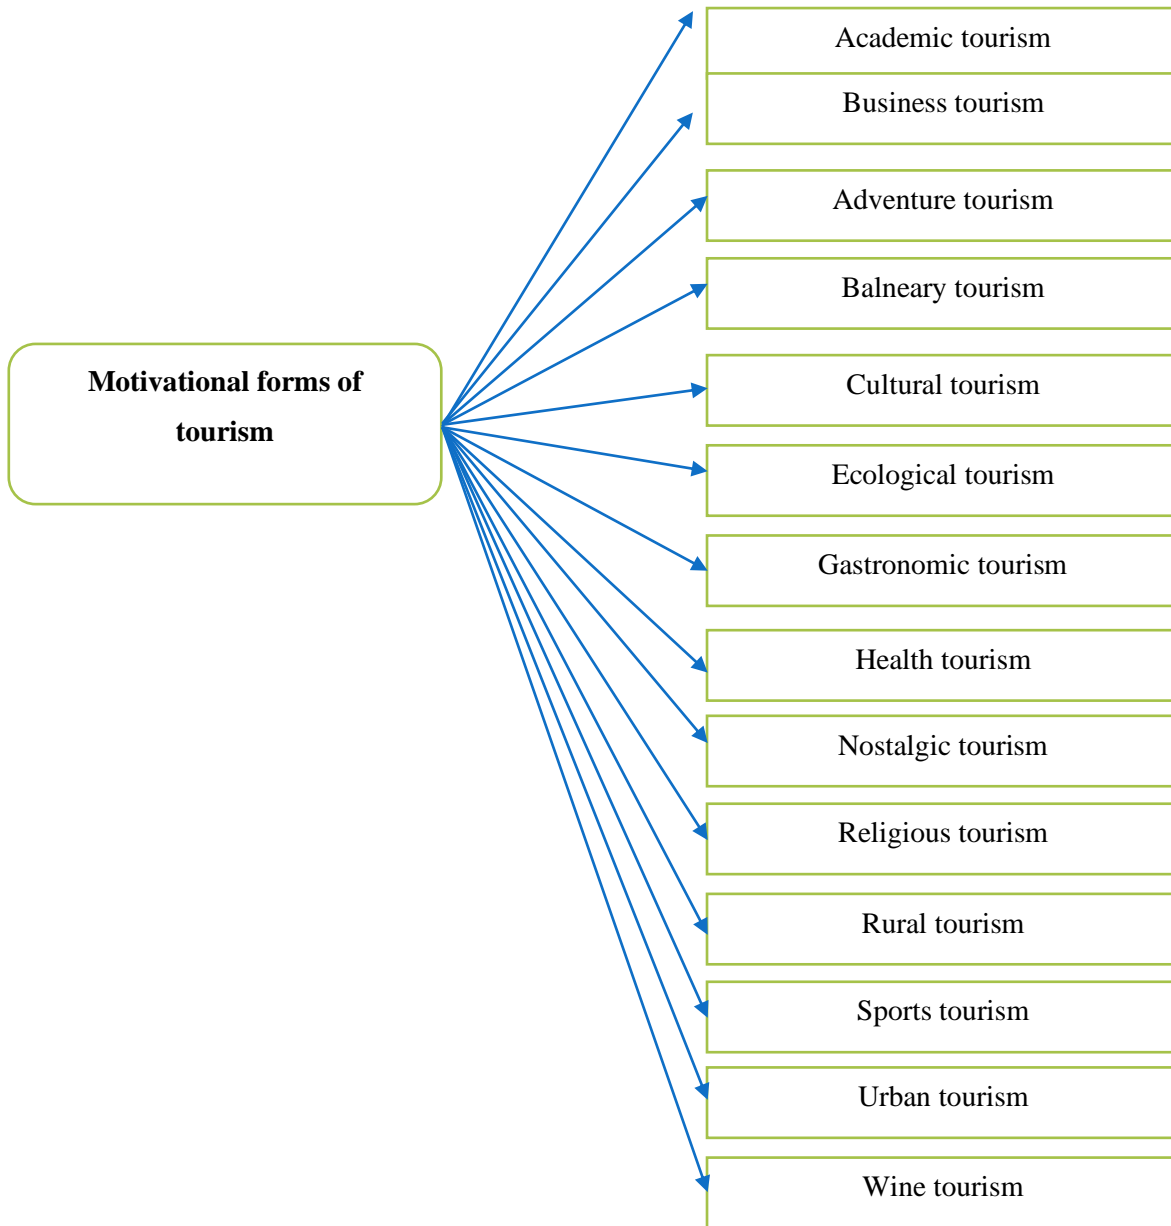 Motivational forms of
tourism
Academic tourism
Business tourism
Adventure tourism
Balneary tourism
Cultural tourism
Ecological tourism
Gastronomic tourism
Health tourism
Nostalgic tourism
Religious tourism
Rural tourism
Sports tourism
Urban tourism
Wine tourism